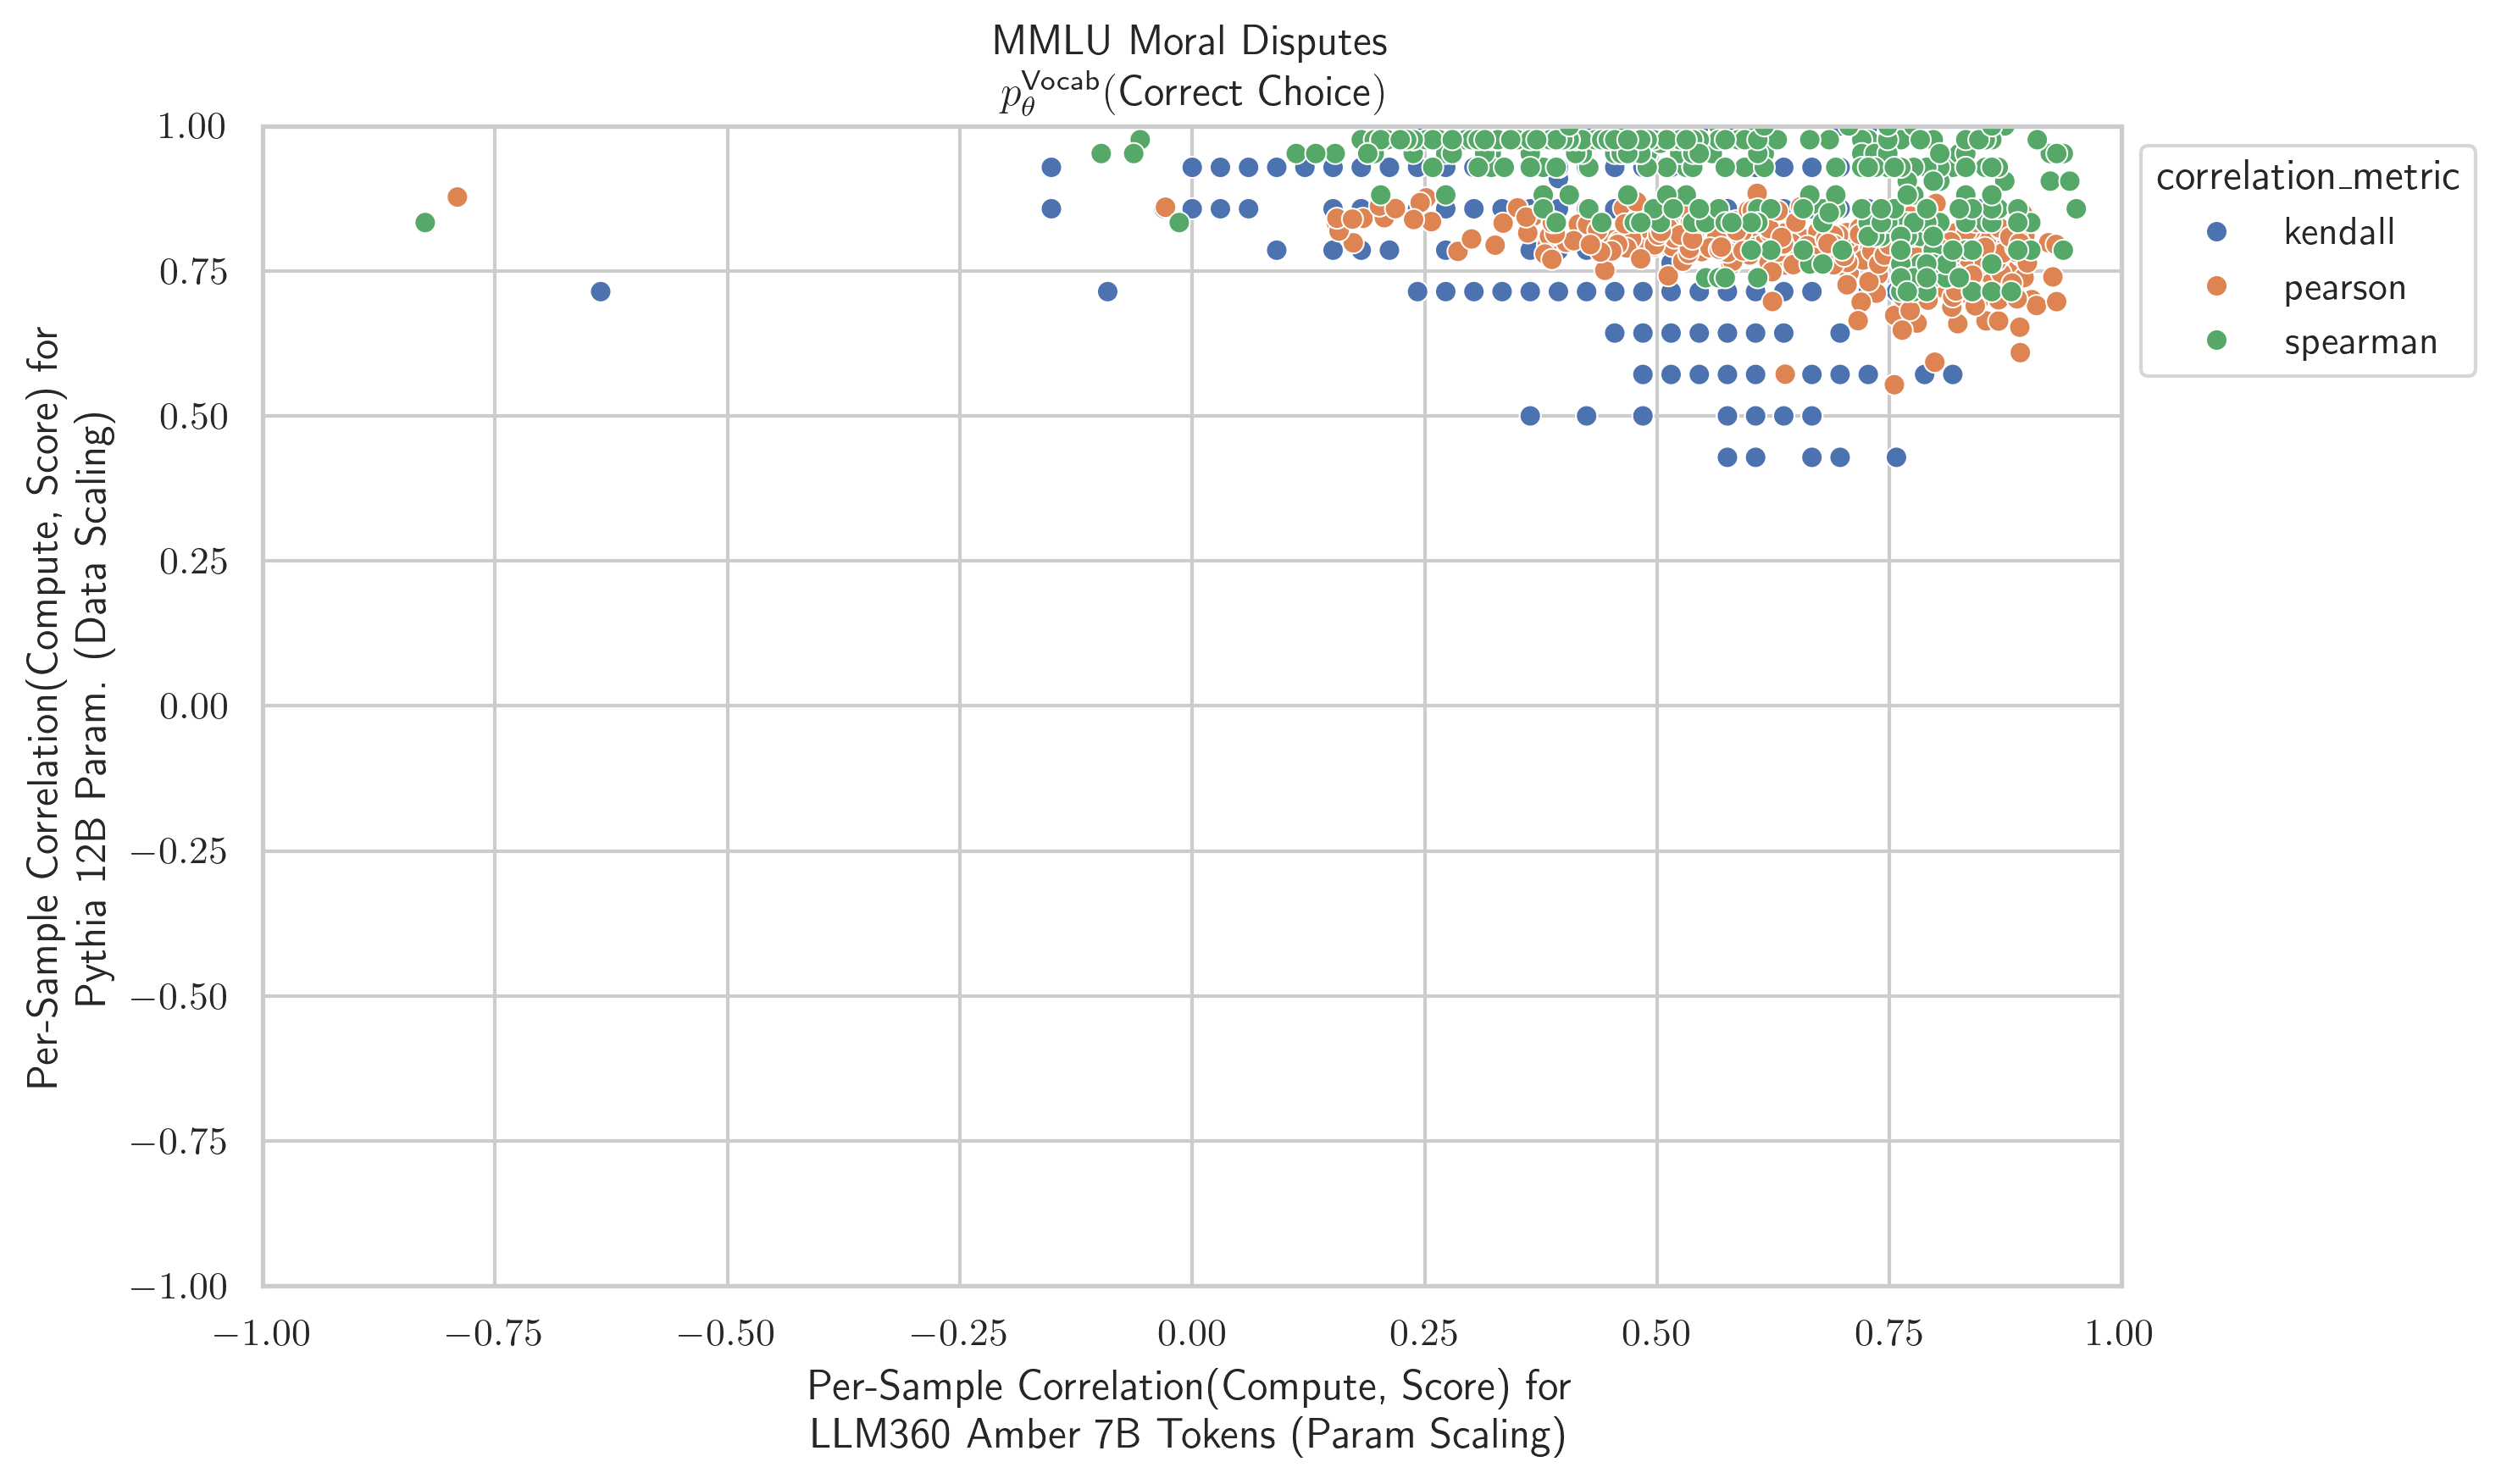 MMLU Moral Disputes
p_θ^Vocab(Correct Choice)
1.00
0.75
0.50
0.25
0.00
−0.25
−0.50
−0.75
−1.00
Per-Sample Correlation(Compute, Score) for
Pythia 12B Param. (Data Scaling)
−1.00 −0.75 −0.50 −0.25 0.00 0.25 0.50 0.75 1.00
Per-Sample Correlation(Compute, Score) for
LLM360 Amber 7B Tokens (Param Scaling)
correlation_metric
kendall
pearson
spearman